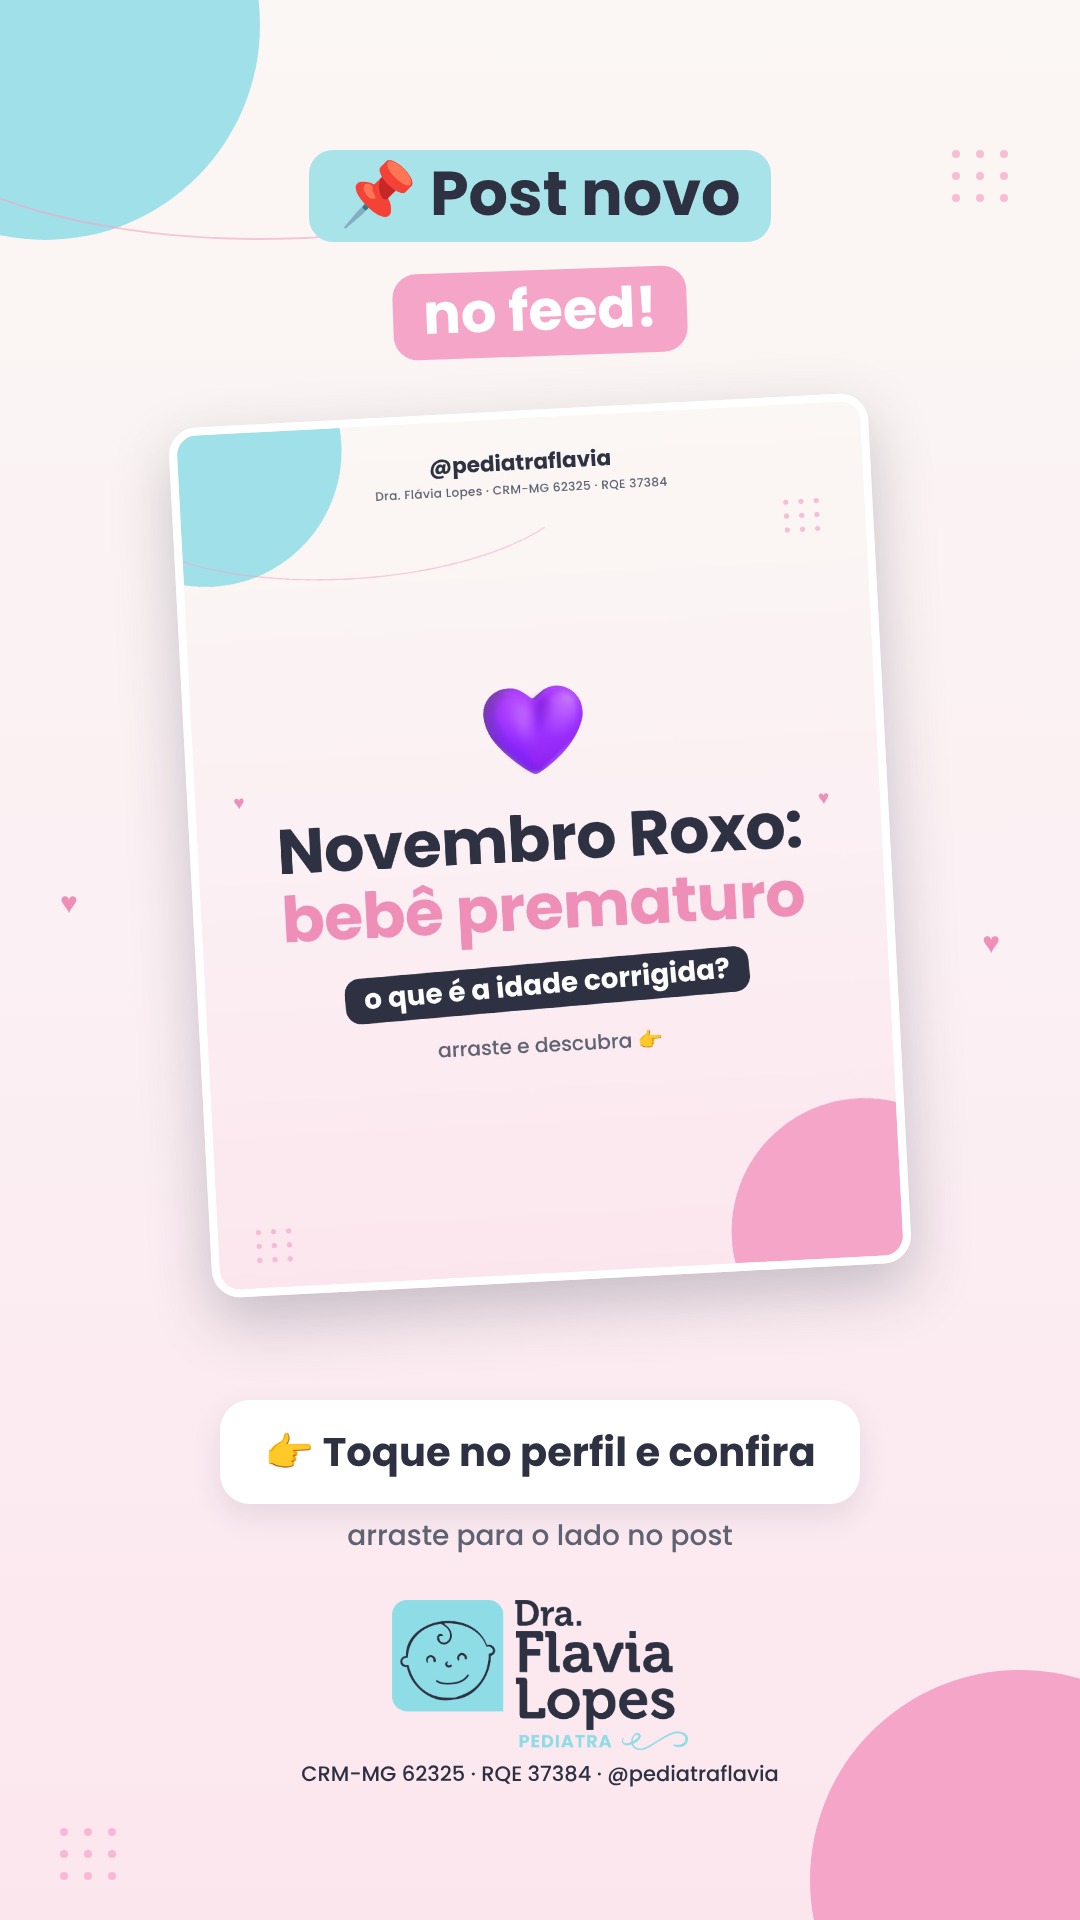 📌 Post novo
no feed!
@pediatraflavia
Dra. Flávia Lopes · CRM-MG 62325 · RQE 37384
Novembro Roxo:
bebê prematuro
o que é a idade corrigida?
arraste e descubra 👉
👉 Toque no perfil e confira
arraste para o lado no post
Dra.
Flavia
Lopes
PEDIATRA
CRM-MG 62325 · RQE 37384 · @pediatraflavia